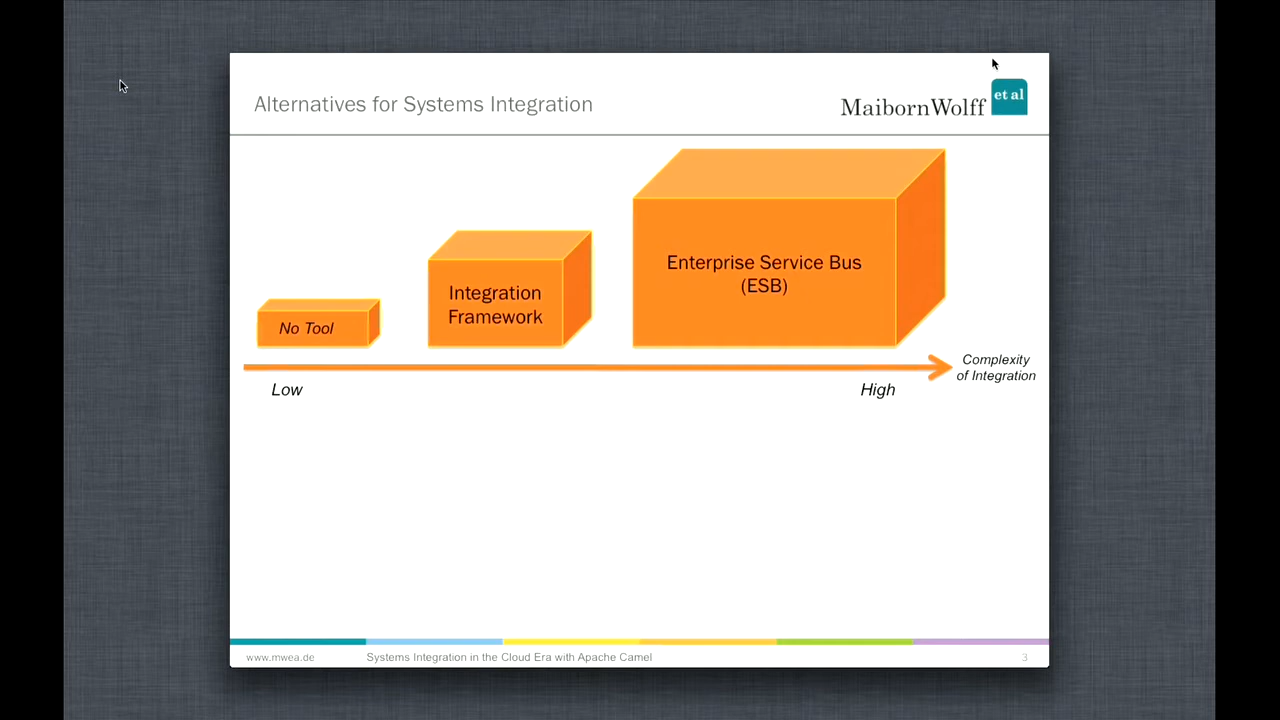 Alternatives for Systems Integration
MaibornWolff et al
Enterprise Service Bus
(ESB)
Integration
Framework
No Tool
Complexity
of Integration
Low
High
www.mwea.de
Systems Integration in the Cloud Era with Apache Camel
3